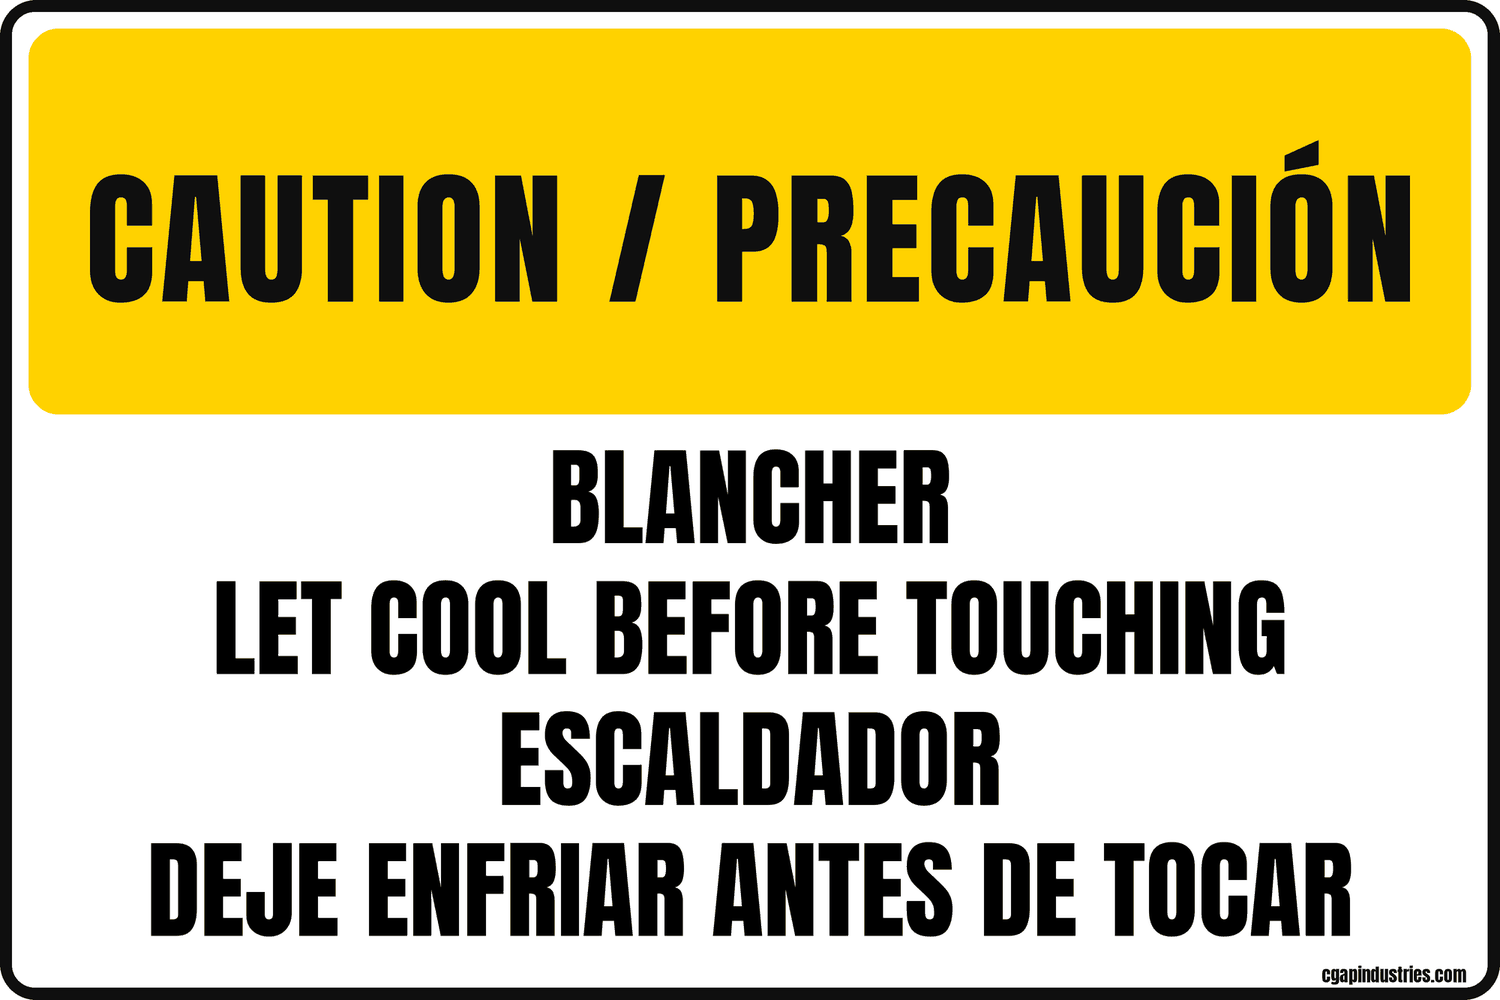 CAUTION / PRECAUCIÓN
BLANCHER
LET COOL BEFORE TOUCHING
ESCALDADOR
DEJE ENFRIAR ANTES DE TOCAR
cgapindustries.com